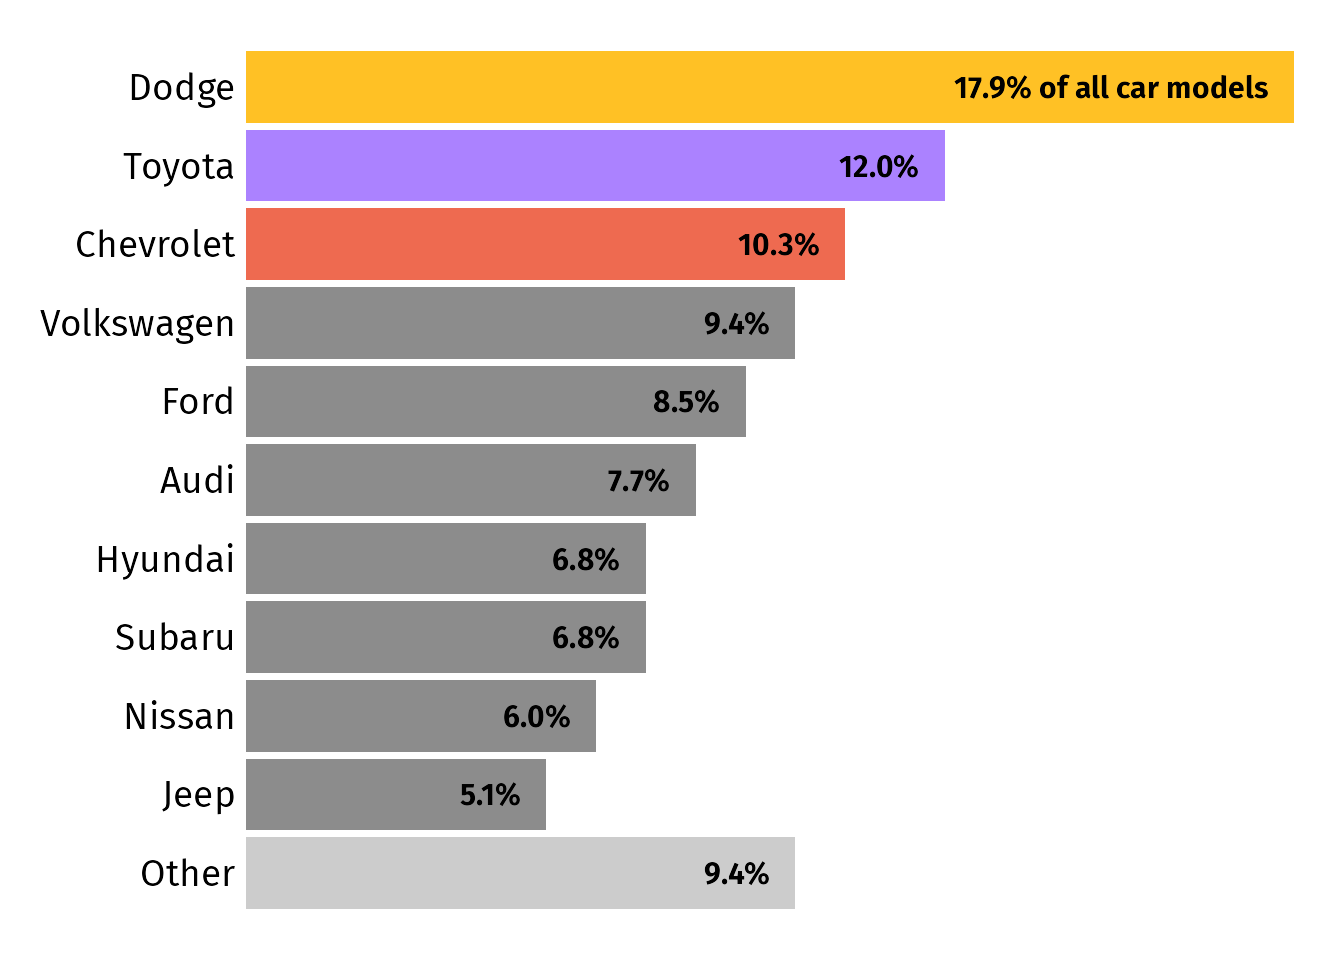 Dodge 17.9% of all car models
Toyota 12.0%
Chevrolet 10.3%
Volkswagen 9.4%
Ford 8.5%
Audi 7.7%
Hyundai 6.8%
Subaru 6.8%
Nissan 6.0%
Jeep 5.1%
Other 9.4%